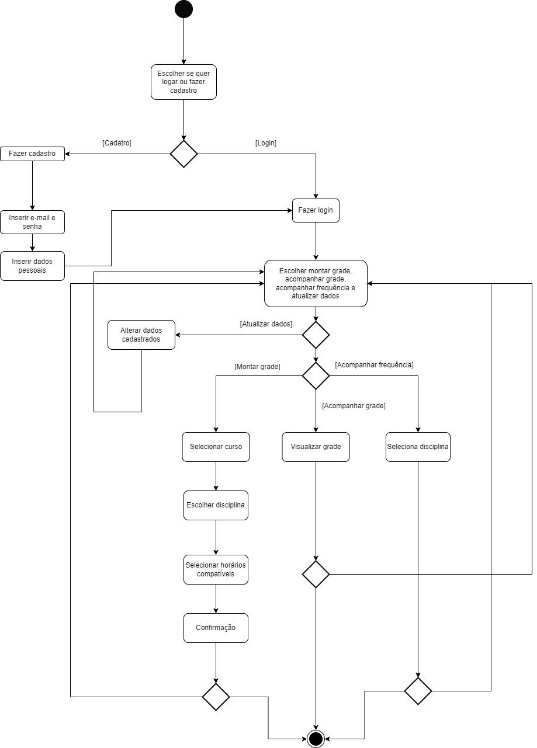 Escolher se quer
logar ou fazer
cadastro
[Cadatro]
[Login]
Fazer cadastro
Inserir e-mail e
senha
Fazer login
Inserir dados
pessoais
Escolher montar grade,
acompanhar grade,
acompanhar frequência e
atualizar dados
[Atualizar dados]
Alterar dados
cadastrados
[Montar grade]
[Acompanhar frequência]
[Acompanhar grade]
Selecionar curso
Visualizar grade
Seleciona disciplina
Escolher disciplina
Selecionar horários
compatíveis
Confirmação